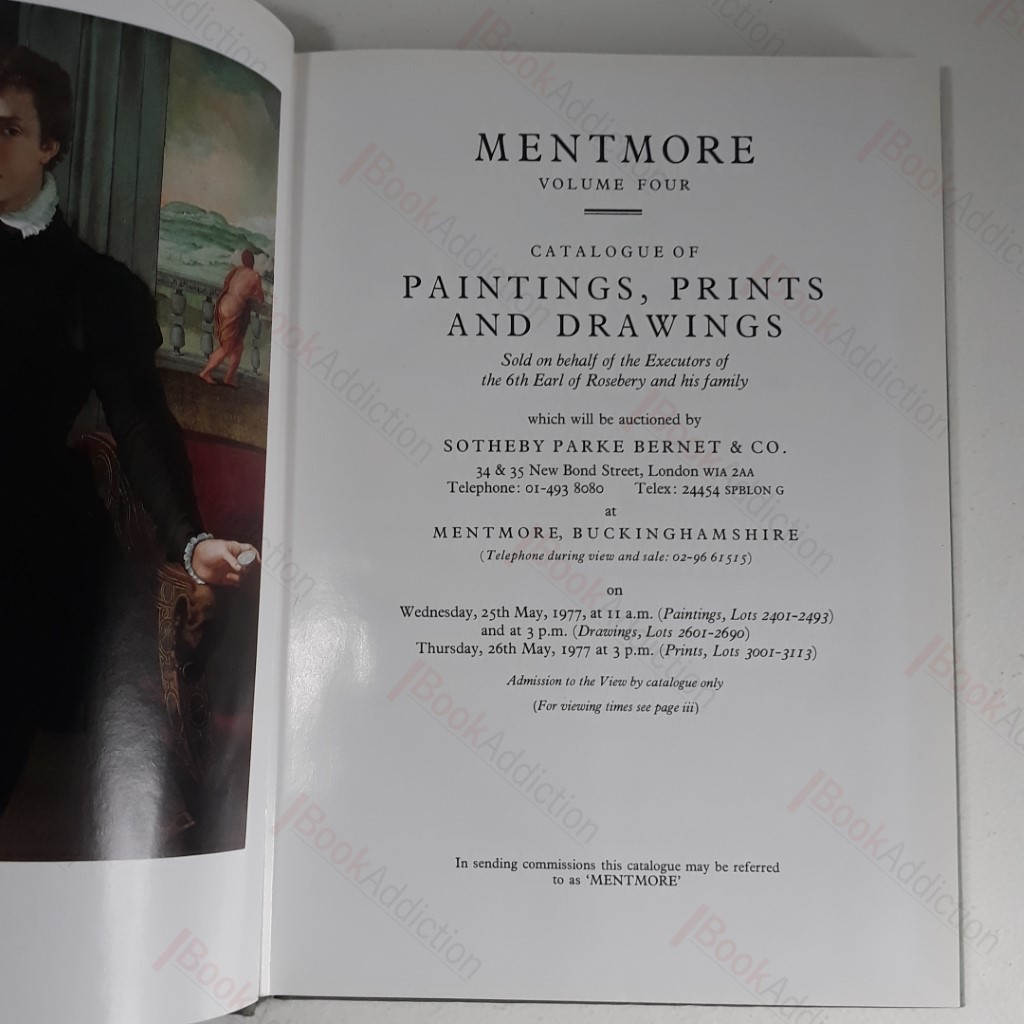 MENTMORE
VOLUME FOUR
CATALOGUE OF
PAINTINGS, PRINTS
AND DRAWINGS
Sold on behalf of the Executors of
the 6th Earl of Rosebery and his family
which will be auctioned by
SOTHEBY PARKE BERNET & CO.
34 & 35 New Bond Street, London W1A 2AA
Telephone: 01-493 8080 Telex: 24454 SPBLON G
at
MENTMORE, BUCKINGHAMSHIRE
(Telephone during view and sale: 02-96 61515)
on
Wednesday, 25th May, 1977, at 11 a.m. (Paintings, Lots 2401-2493)
and at 3 p.m. (Drawings, Lots 2601-2690)
Thursday, 26th May, 1977 at 3 p.m. (Prints, Lots 3001-3113)
Admission to the View by catalogue only
(For viewing times see page iii)
In sending commissions this catalogue may be referred
to as 'MENTMORE'
BookAddiction